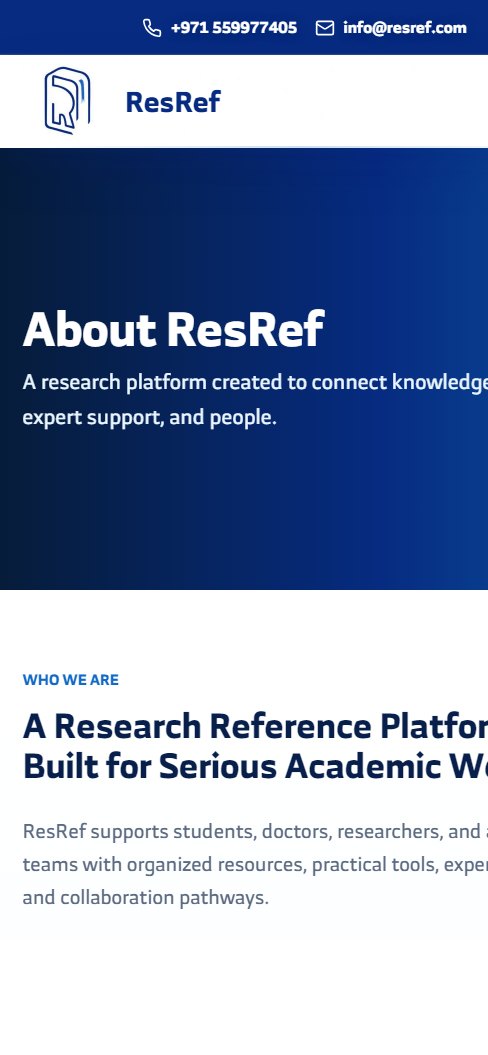 +971 559977405 info@resref.com
ResRef
About ResRef
A research platform created to connect knowledge
expert support, and people.
WHO WE ARE
A Research Reference
Built for Serious Academic
ResRef supports students, doctors, researchers, and
teams with organized resources, practical tools,
and collaboration pathways.